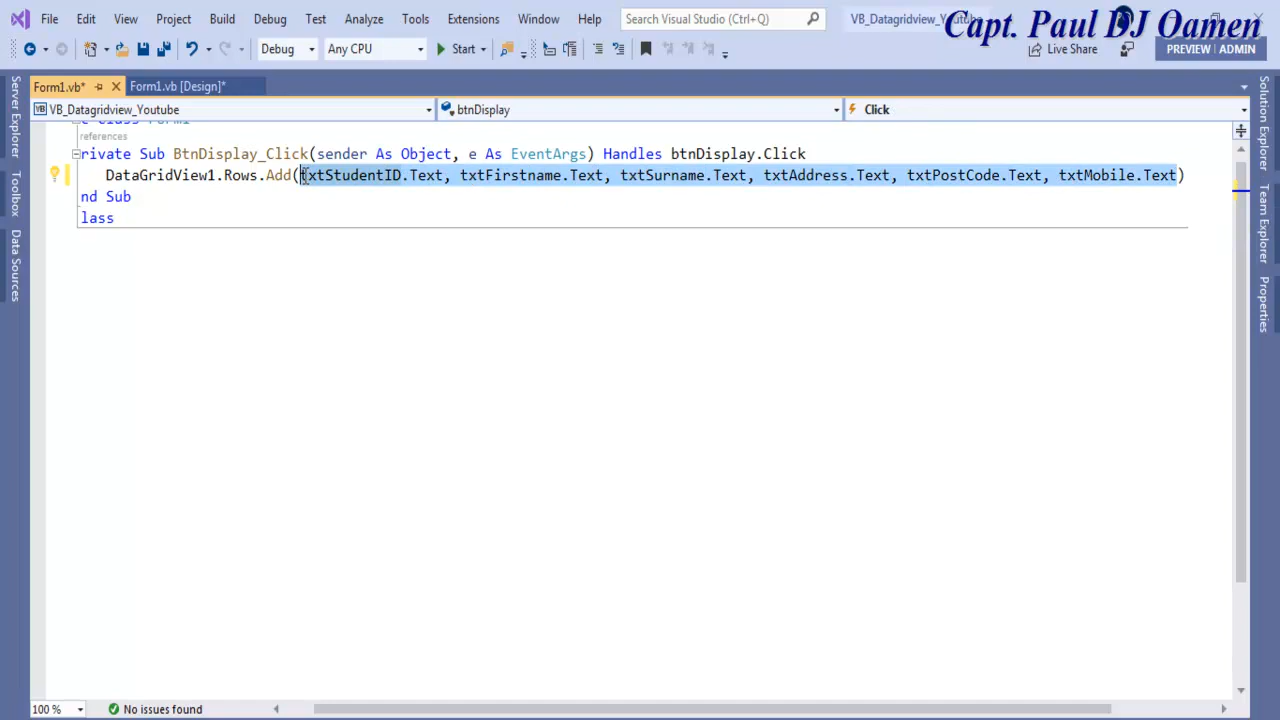 File Edit View Project Build Debug Test Analyze Tools Extensions Window Help Search Visual Studio (Ctrl+Q) VB_Datagridview_Youtube
Capt. Paul DJ Oamen
Debug Any CPU Start Live Share PREVIEW | ADMIN
Form1.vb* Form1.vb [Design]*
VB VB_Datagridview_Youtube btnDisplay Click
Server Explorer
Toolbox
Data Sources
Solution Explorer
Team Explorer
Properties
e Class Form1
references
rivate Sub BtnDisplay_Click(sender As Object, e As EventArgs) Handles btnDisplay.Click
DataGridView1.Rows.Add(txtStudentID.Text, txtFirstname.Text, txtSurname.Text, txtAddress.Text, txtPostCode.Text, txtMobile.Text)
nd Sub
lass
100 % No issues found